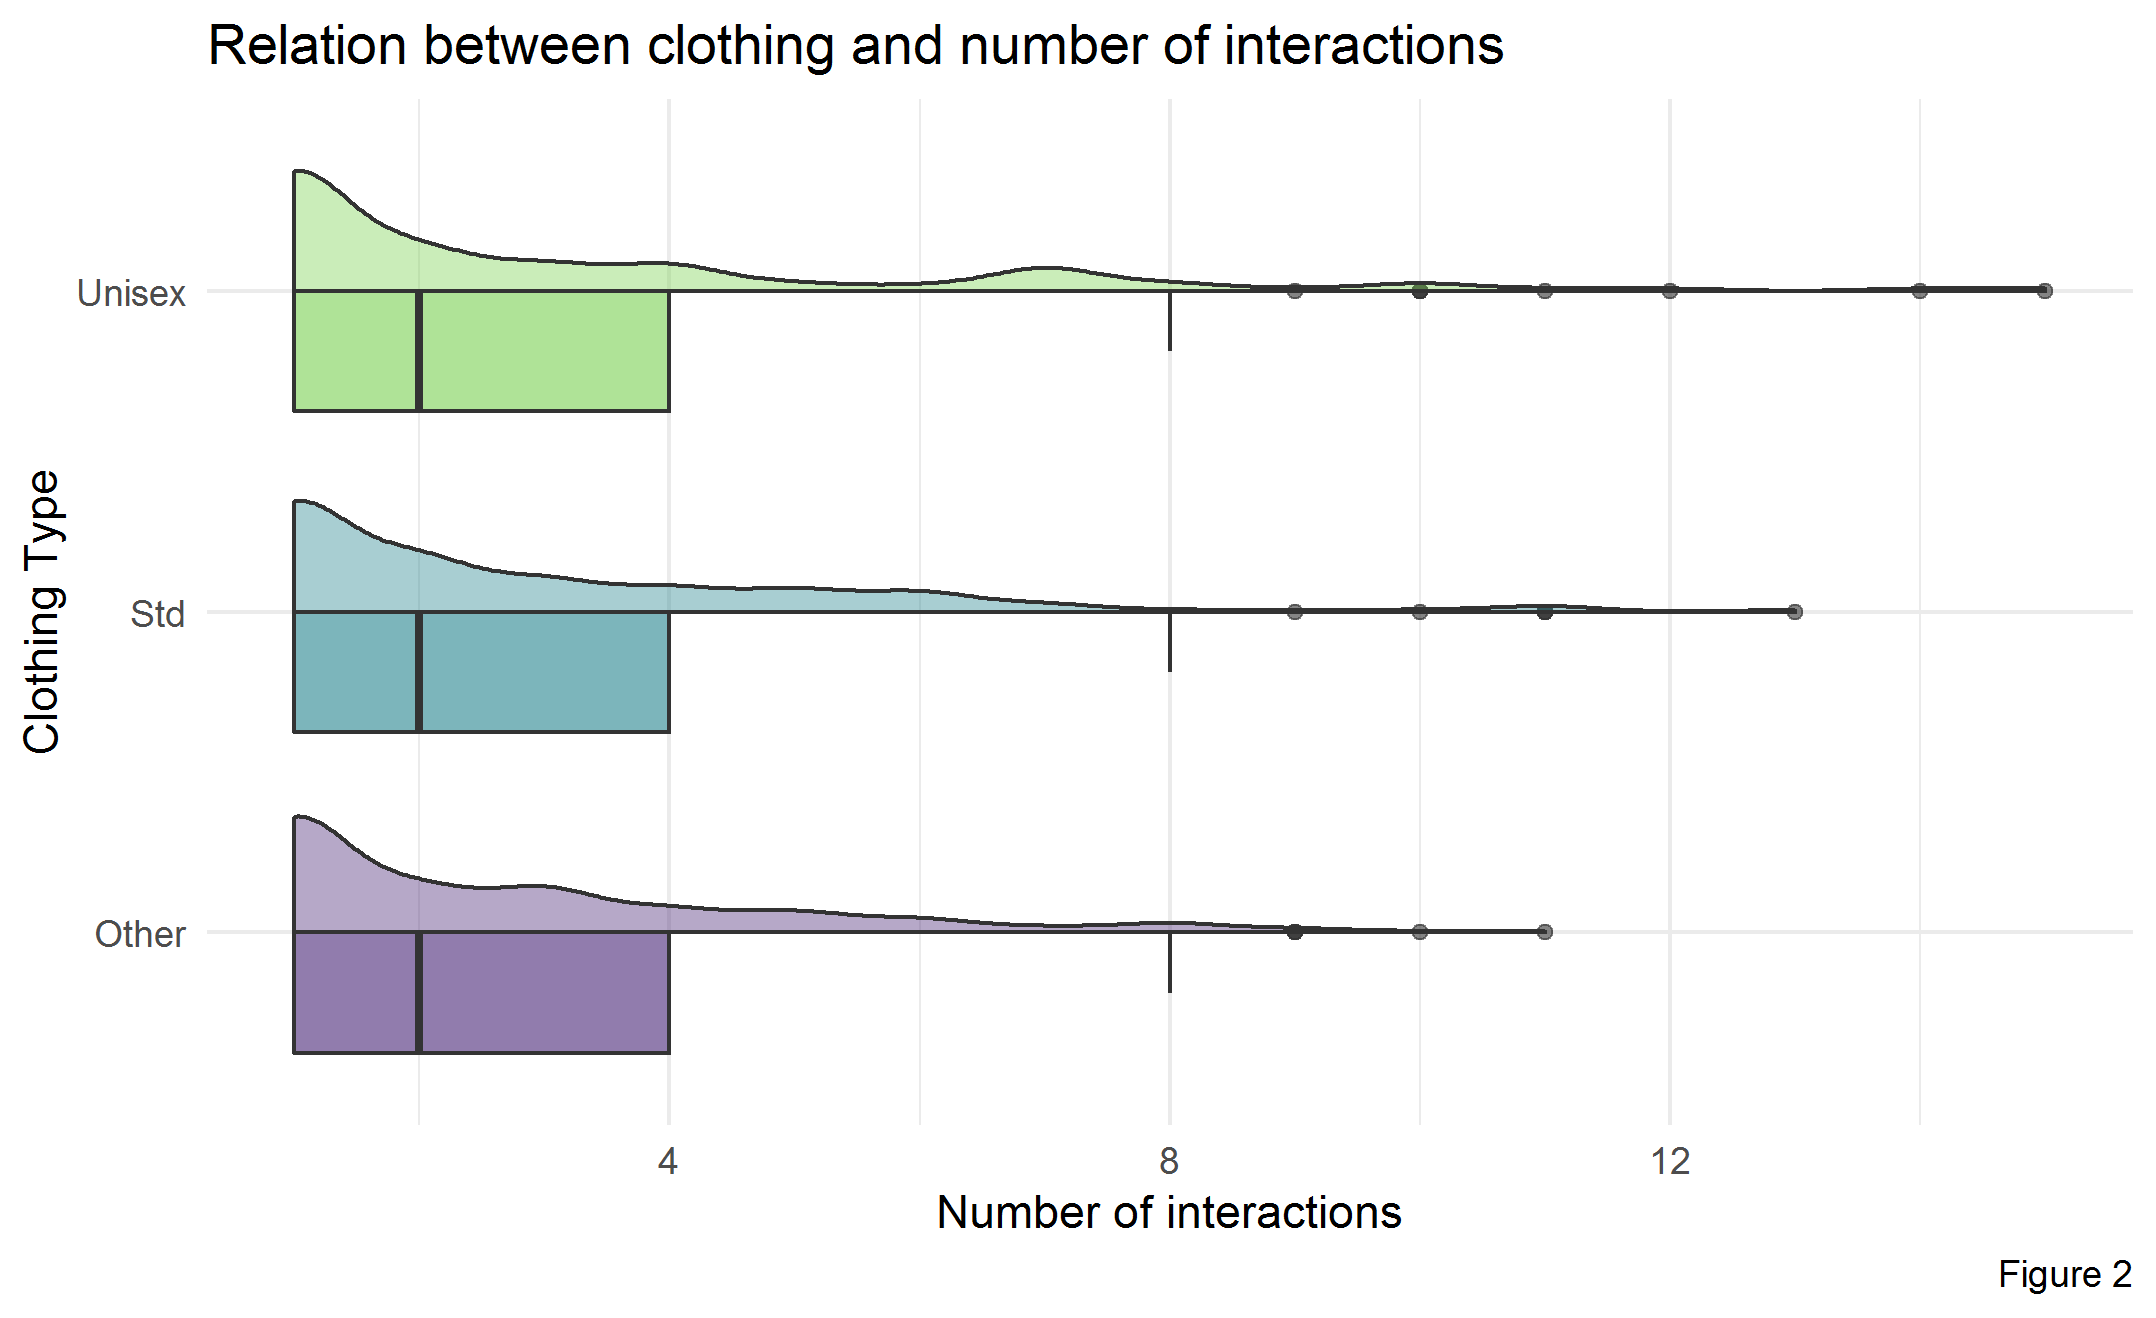 Relation between clothing and number of interactions
Clothing Type
Unisex
Std
Other
4 8 12
Number of interactions
Figure 2